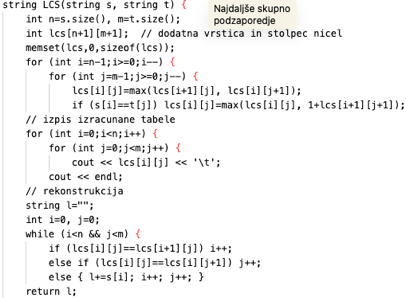 string LCS(string s, string t) {
Najdaljše skupno
podzaporedje
    int n=s.size(), m=t.size();
    int lcs[n+1][m+1];  // dodatna vrstica in stolpec nicel
    memset(lcs,0,sizeof(lcs));
    for (int i=n-1;i>=0;i--) {
        for (int j=m-1;j>=0;j--) {
            lcs[i][j]=max(lcs[i+1][j], lcs[i][j+1]);
            if (s[i]==t[j]) lcs[i][j]=max(lcs[i][j], 1+lcs[i+1][j+1]);
    // izpis izracunane tabele
    for (int i=0;i<n;i++) {
        for (int j=0;j<m;j++) {
            cout << lcs[i][j] << '\t';
        cout << endl;
    // rekonstrukcija
    string l="";
    int i=0, j=0;
    while (i<n && j<m) {
        if (lcs[i][j]==lcs[i+1][j]) i++;
        else if (lcs[i][j]==lcs[i][j+1]) j++;
        else { l+=s[i]; i++; j++; }
    return l;